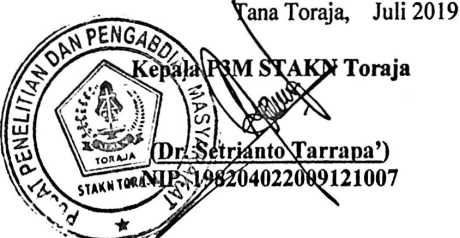 Tana Toraja, Juli 2019
Kepala P3M STAKN Toraja
PUSAT PENELITIAN DAN PENGABDIAN MASYARAKAT
TORAJA
STAKN TORAJA
(Dr. Setrianto Tarrapa')
NIP. 198204022009121007